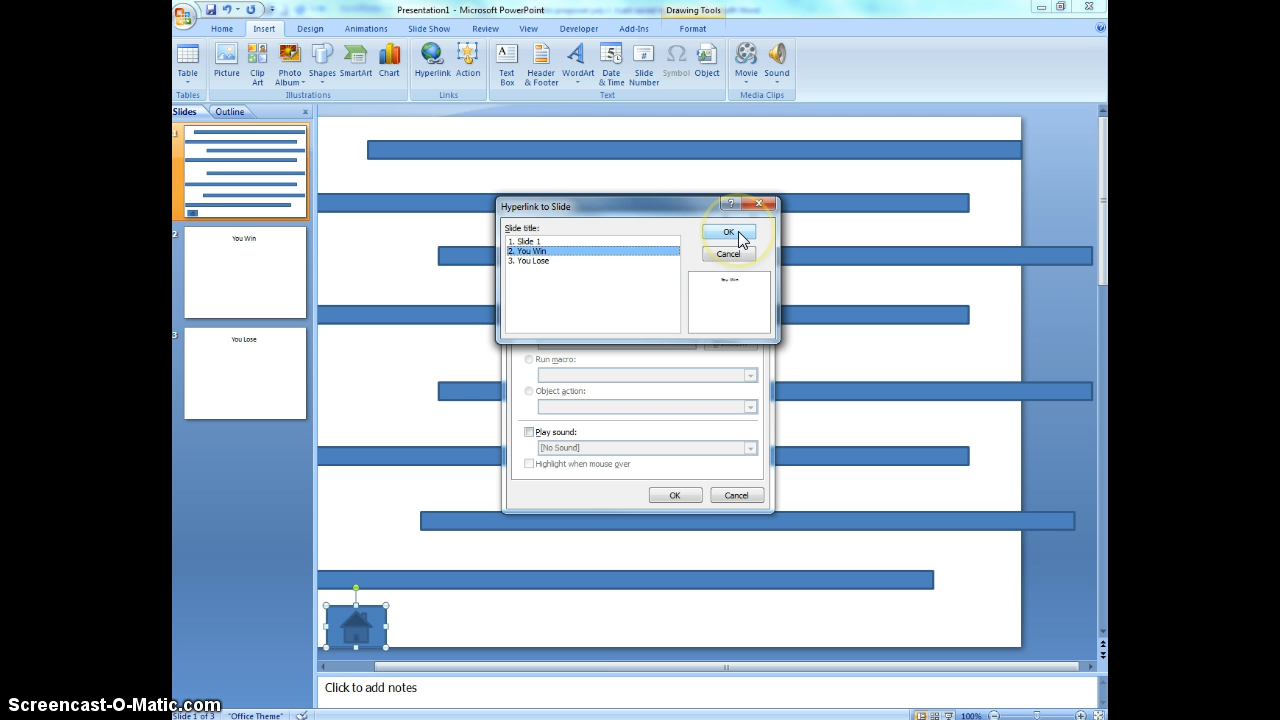 Presentation1 - Microsoft PowerPoint
Drawing Tools
Home Insert Design Animations Slide Show Review View Developer Add-Ins Format
Table Picture Clip Art Photo Album Shapes SmartArt Chart Hyperlink Action Text Box Header & Footer WordArt Date & Time Slide Number Symbol Object Movie Sound
Tables Illustrations Links Text Media Clips
Slides Outline
1
2
You Win
3
You Lose
Hyperlink to Slide
Slide title:
1. Slide 1
2. You Win
3. You Lose
OK
Cancel
You Win
Run macro:
Object action:
Play sound:
[No Sound]
Highlight when mouse over
OK Cancel
Click to add notes
Slide 1 of 3 "Office Theme" 100%
Screencast-O-Matic.com